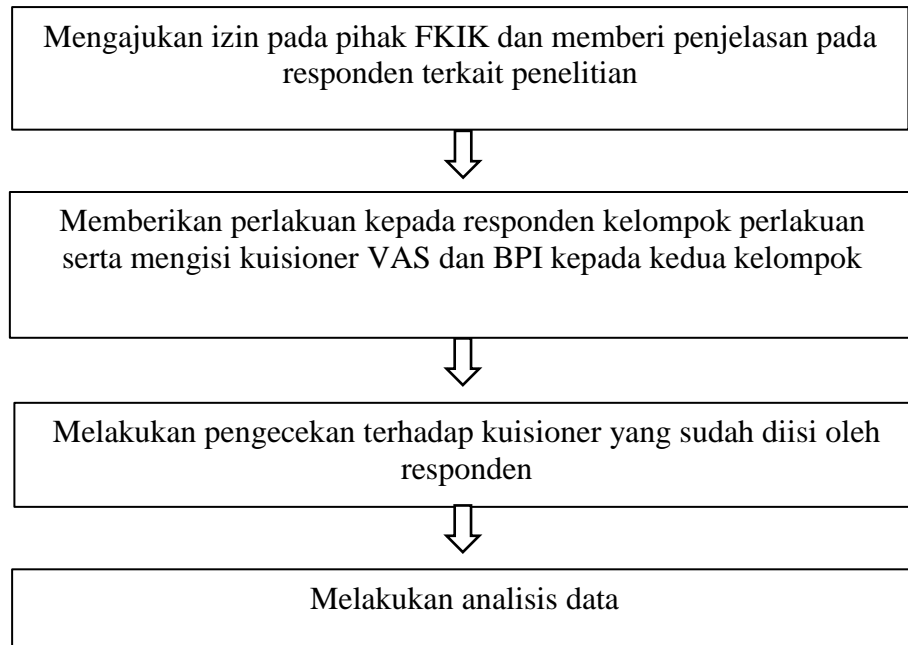 Mengajukan izin pada pihak FKIK dan memberi penjelasan pada
responden terkait penelitian
Memberikan perlakuan kepada responden kelompok perlakuan
serta mengisi kuisioner VAS dan BPI kepada kedua kelompok
Melakukan pengecekan terhadap kuisioner yang sudah diisi oleh
responden
Melakukan analisis data